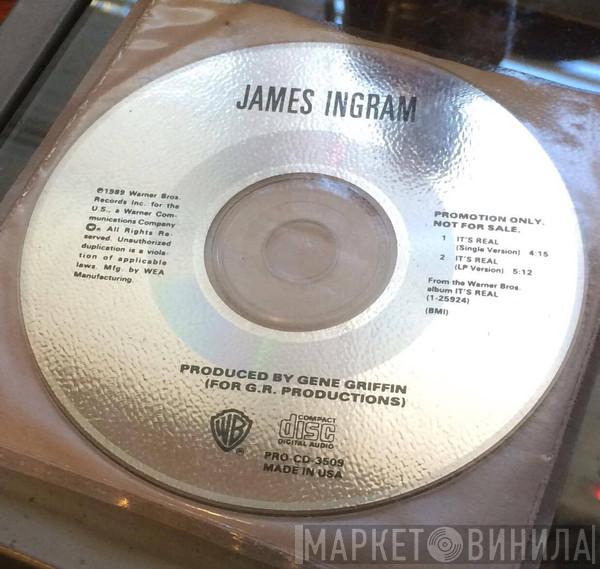 JAMES INGRAM
℗1989 Warner Bros.
Records Inc. for the
U.S., a Warner Com-
munications Company
All Rights Re-
served. Unauthorized
duplication is a viola-
tion of applicable
laws. Mfg. by WEA
Manufacturing.
PROMOTION ONLY.
NOT FOR SALE.
1 IT'S REAL
(Single Version) 4:15
2 IT'S REAL
(LP Version) 5:12
From the Warner Bros.
album IT'S REAL
(1-25924)
(BMI)
PRODUCED BY GENE GRIFFIN
(FOR G.R. PRODUCTIONS)
WB
COMPACT
disc
DIGITAL AUDIO
PRO-CD-3509
MADE IN USA
МАРКЕТ ВИНИЛА